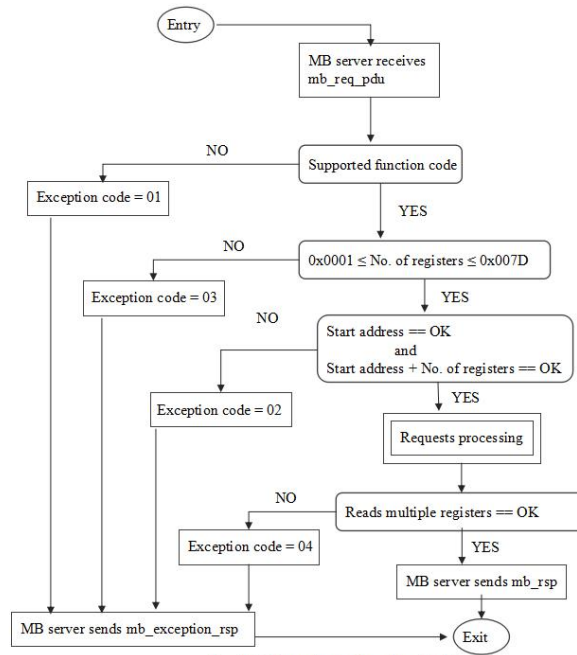 Entry
MB server receives
mb_req_pdu
NO
Supported function code
Exception code = 01
YES
NO
0x0001 ≤ No. of registers ≤ 0x007D
Exception code = 03
YES
NO
Start address == OK
and
Start address + No. of registers == OK
Exception code = 02
YES
Requests processing
NO
Reads multiple registers == OK
Exception code = 04
YES
MB server sends mb_rsp
MB server sends mb_exception_rsp
Exit